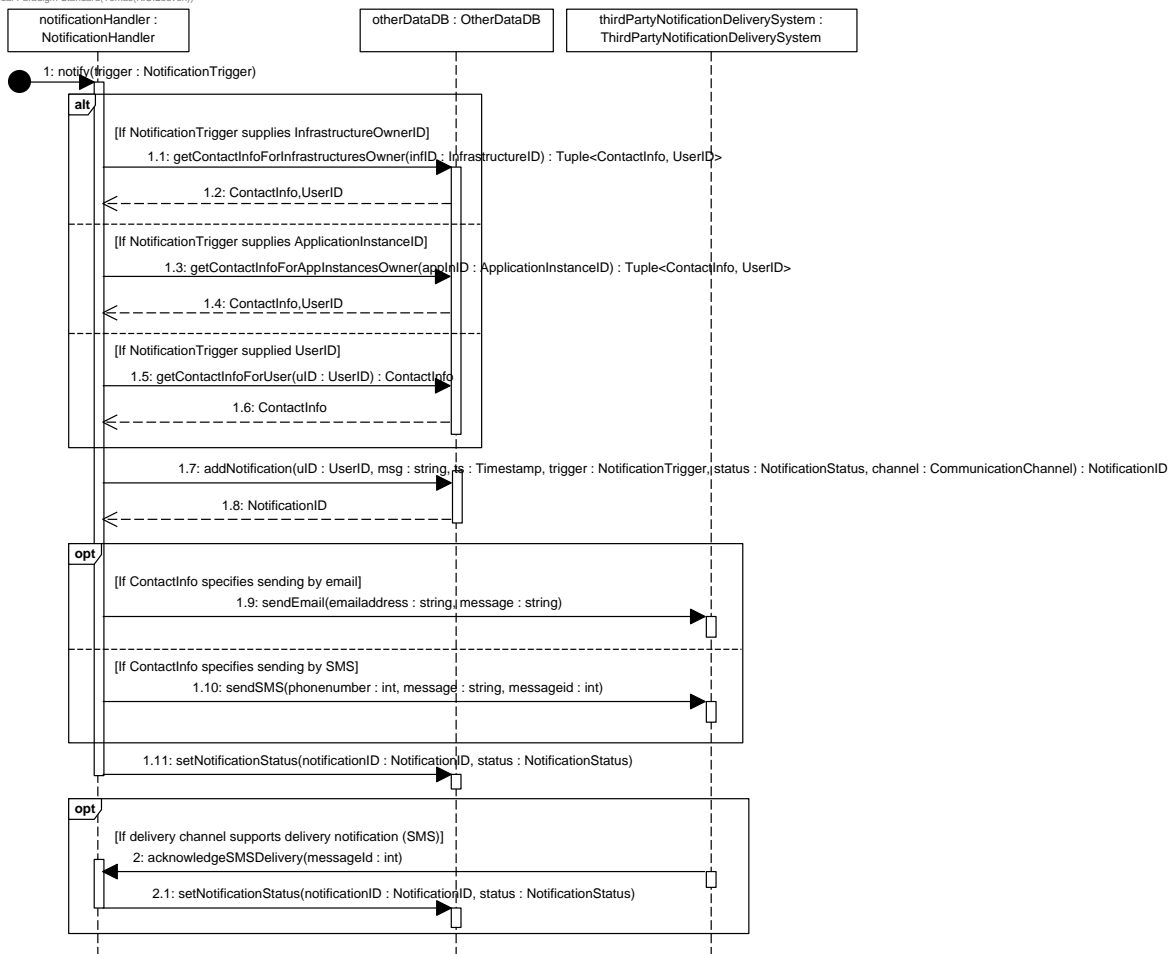 notificationHandler :
NotificationHandler
otherDataDB : OtherDataDB
thirdPartyNotificationDeliverySystem :
ThirdPartyNotificationDeliverySystem
1: notify(trigger : NotificationTrigger)
alt
[If NotificationTrigger supplies InfrastructureOwnerID]
1.1: getContactInfoForInfrastructuresOwner(infID : InfrastructureID) : Tuple<ContactInfo, UserID>
1.2: ContactInfo,UserID
[If NotificationTrigger supplies ApplicationInstanceID]
1.3: getContactInfoForAppInstancesOwner(appInID : ApplicationInstanceID) : Tuple<ContactInfo, UserID>
1.4: ContactInfo,UserID
[If NotificationTrigger supplied UserID]
1.5: getContactInfoForUser(uID : UserID) : ContactInfo
1.6: ContactInfo
1.7: addNotification(uID : UserID, msg : string, ts : Timestamp, trigger : NotificationTrigger, status : NotificationStatus, channel : CommunicationChannel) : NotificationID
1.8: NotificationID
opt
[If ContactInfo specifies sending by email]
1.9: sendEmail(emailaddress : string, message : string)
[If ContactInfo specifies sending by SMS]
1.10: sendSMS(phonenumber : int, message : string, messageid : int)
1.11: setNotificationStatus(notificationID : NotificationID, status : NotificationStatus)
opt
[If delivery channel supports delivery notification (SMS)]
2: acknowledgeSMSDelivery(messageId : int)
2.1: setNotificationStatus(notificationID : NotificationID, status : NotificationStatus)